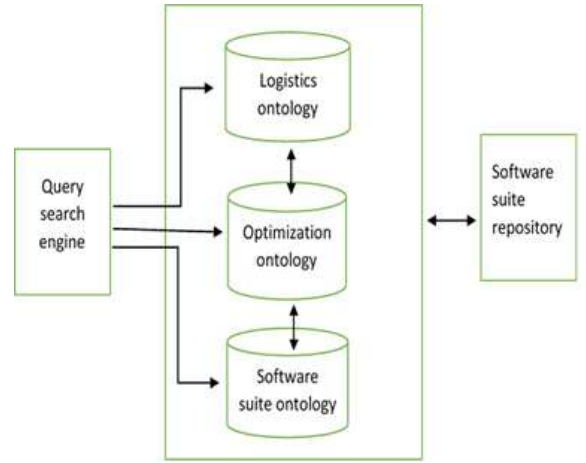 Logistics
ontology
Query
search
engine
Optimization
ontology
Software
suite
repository
Software
suite ontology